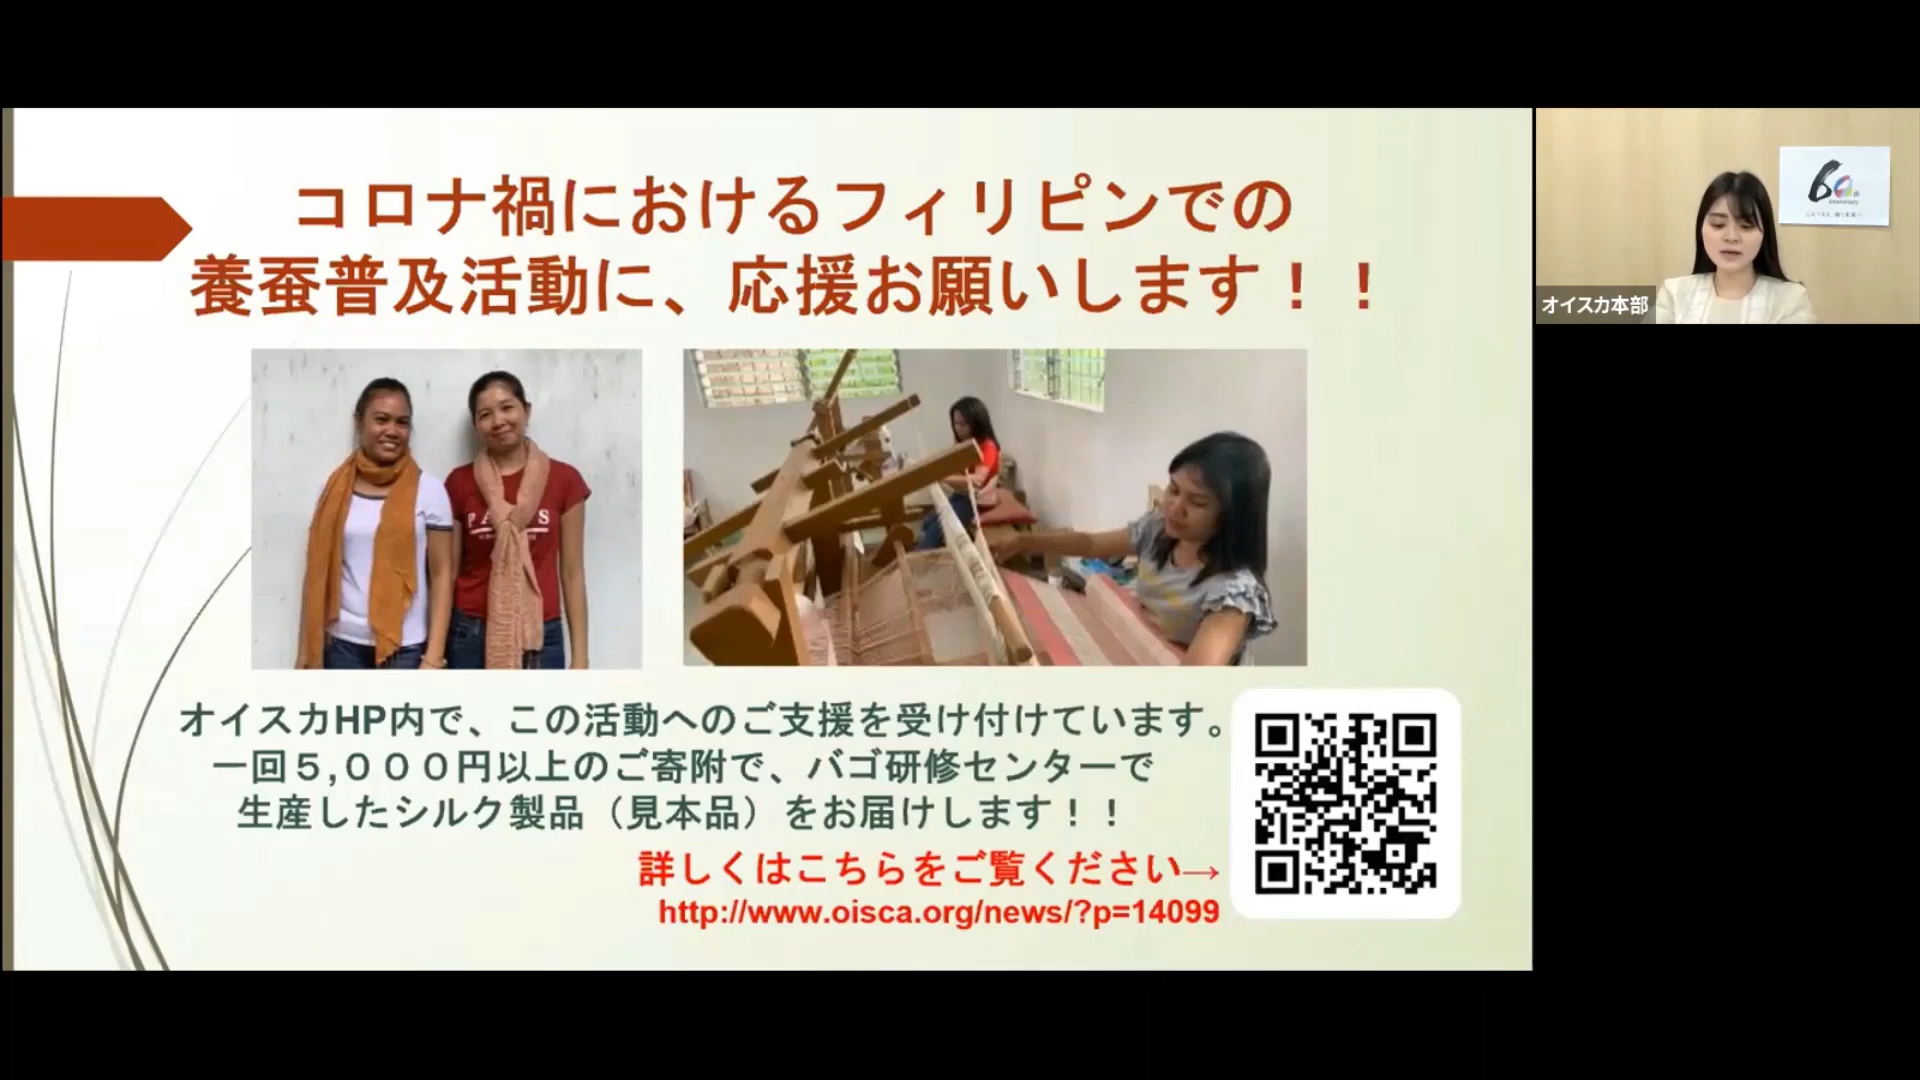 コロナ禍におけるフィリピンでの
養蚕普及活動に、応援お願いします！！
オイスカHP内で、この活動へのご支援を受け付けています。
一回５,０００円以上のご寄附で、バゴ研修センターで
生産したシルク製品（見本品）をお届けします！！
詳しくはこちらをご覧ください→
http://www.oisca.org/news/?p=14099
オイスカ本部
60th
Anniversary